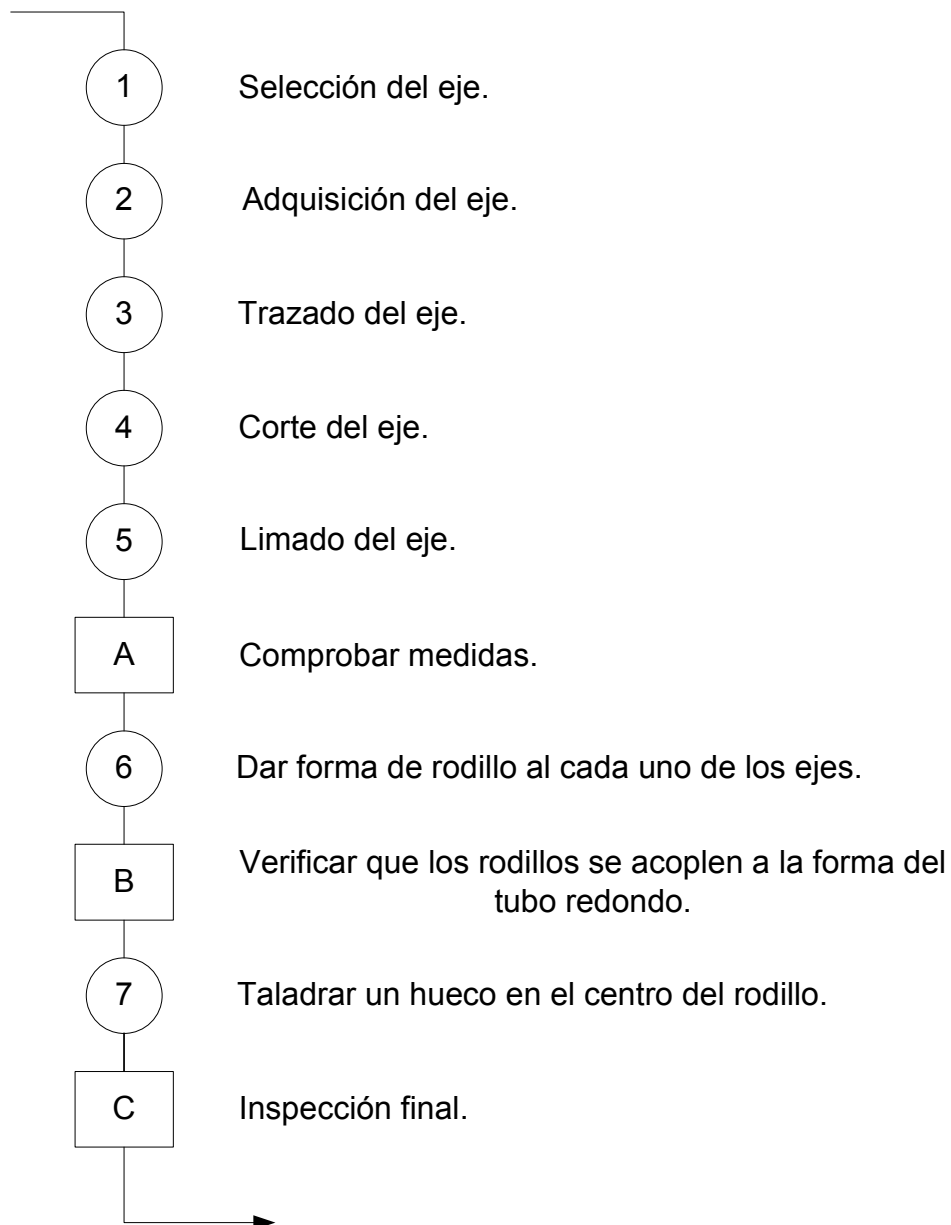 1 Selección del eje.
2 Adquisición del eje.
3 Trazado del eje.
4 Corte del eje.
5 Limado del eje.
A Comprobar medidas.
6 Dar forma de rodillo al cada uno de los ejes.
B Verificar que los rodillos se acoplen a la forma del
tubo redondo.
7 Taladrar un hueco en el centro del rodillo.
C Inspección final.